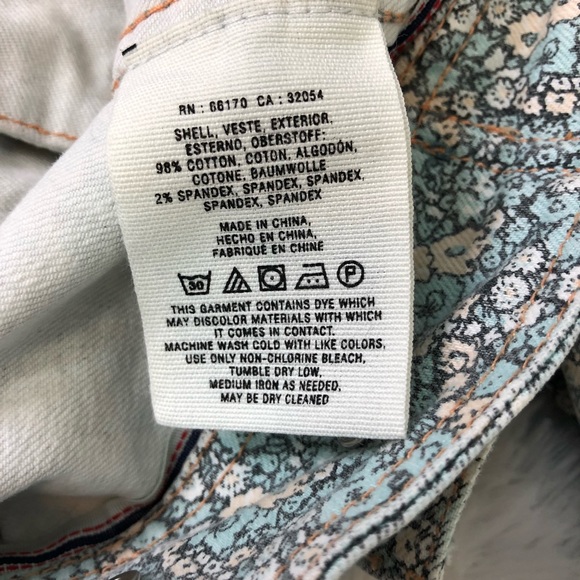 RN : 66170 CA : 32054
SHELL, VESTE, EXTERIOR,
ESTERNO, OBERSTOFF:
98% COTTON, COTON, ALGODÓN,
COTONE, BAUMWOLLE
2% SPANDEX, SPANDEX, SPANDEX,
SPANDEX, SPANDEX
MADE IN CHINA,
HECHO EN CHINA,
FABRIQUÉ EN CHINE
30 P
THIS GARMENT CONTAINS DYE WHICH
MAY DISCOLOR MATERIALS WITH WHICH
IT COMES IN CONTACT.
MACHINE WASH COLD WITH LIKE COLORS,
USE ONLY NON-CHLORINE BLEACH,
TUMBLE DRY LOW,
MEDIUM IRON AS NEEDED,
MAY BE DRY CLEANED